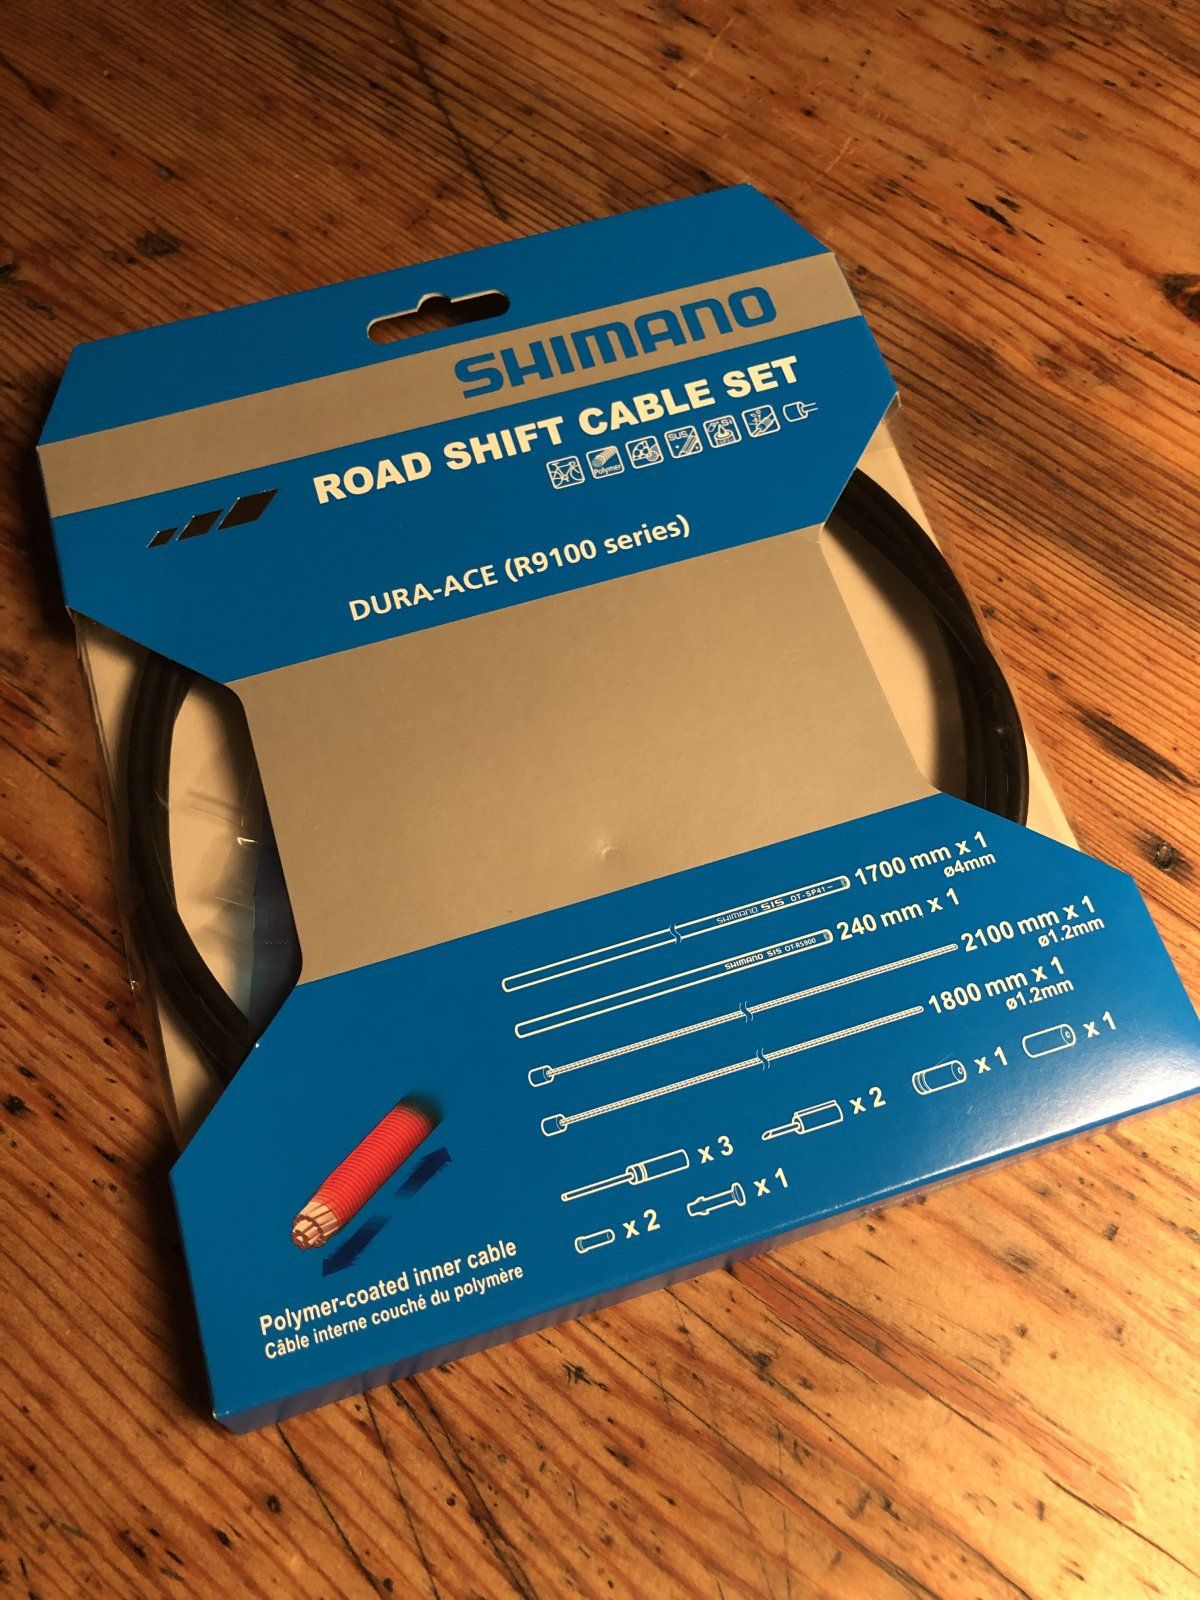 SHIMANO
ROAD SHIFT CABLE SET
Polymer
SUS
DURA-ACE (R9100 series)
SHIMANO SIS OT-SP41
1700 mm x 1
ø4mm
SHIMANO SIS OT-RS900
240 mm x 1
2100 mm x 1
ø1.2mm
1800 mm x 1
ø1.2mm
x 3
x 2
x 1
x 1
x 2
x 1
Polymer-coated inner cable
Câble interne couché du polymère